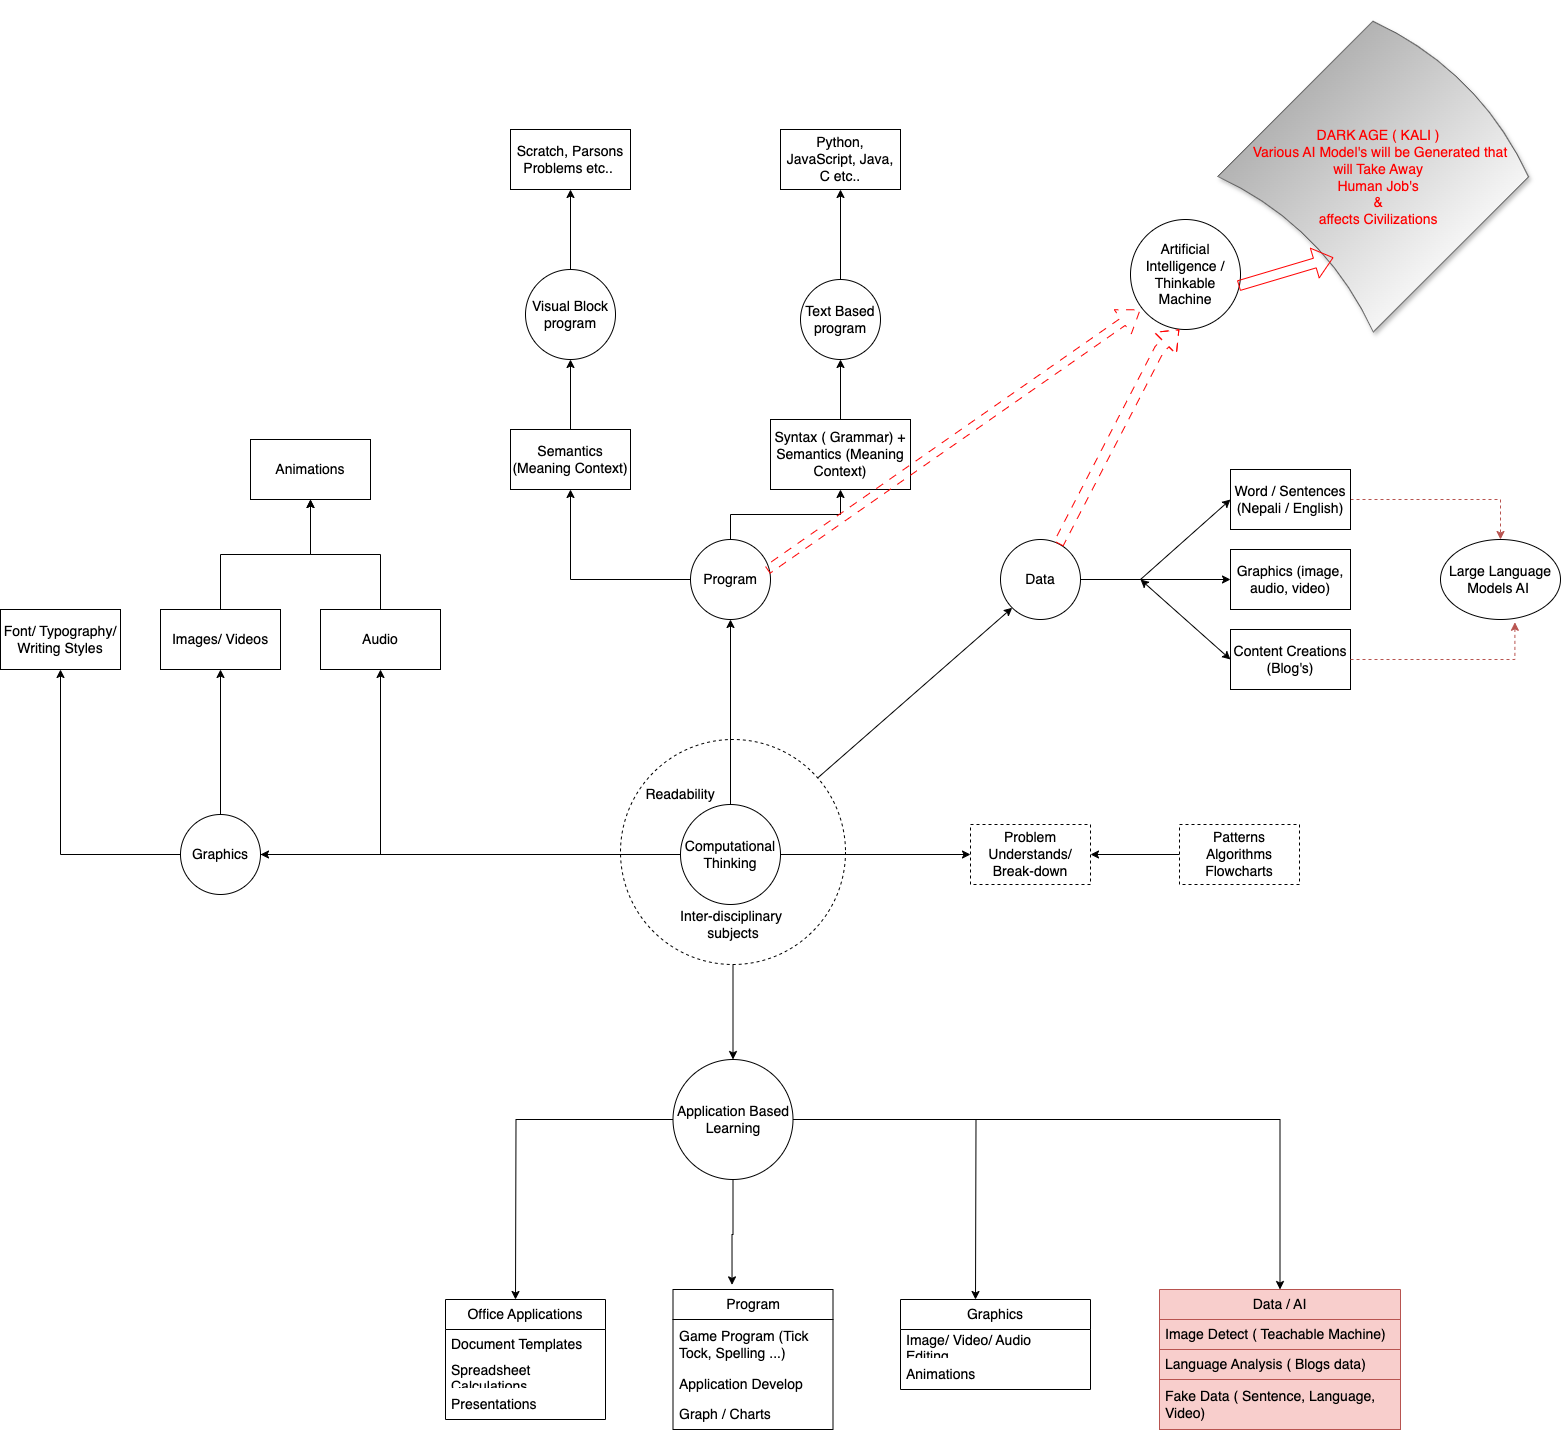 DARK AGE ( KALI )
Various AI Model's will be Generated that
will Take Away
Human Job's
&
affects Civilizations
Scratch, Parsons
Problems etc..
Python,
JavaScript, Java,
C etc..
Artificial
Intelligence /
Thinkable
Machine
Visual Block
program
Text Based
program
Semantics
(Meaning Context)
Syntax ( Grammar) +
Semantics (Meaning
Context)
Animations
Word / Sentences
(Nepali / English)
Program
Data
Graphics (image,
audio, video)
Large Language
Models AI
Font/ Typography/
Writing Styles
Images/ Videos
Audio
Content Creations
(Blog's)
Readability
Graphics
Computational
Thinking
Problem
Understands/
Break-down
Patterns
Algorithms
Flowcharts
Inter-disciplinary
subjects
Application Based
Learning
Office Applications
Document Templates
Spreadsheet
Calculations
Presentations
Program
Game Program (Tick
Tock, Spelling ...)
Application Develop
Graph / Charts
Graphics
Image/ Video/ Audio
Editing
Animations
Data / AI
Image Detect ( Teachable Machine)
Language Analysis ( Blogs data)
Fake Data ( Sentence, Language,
Video)